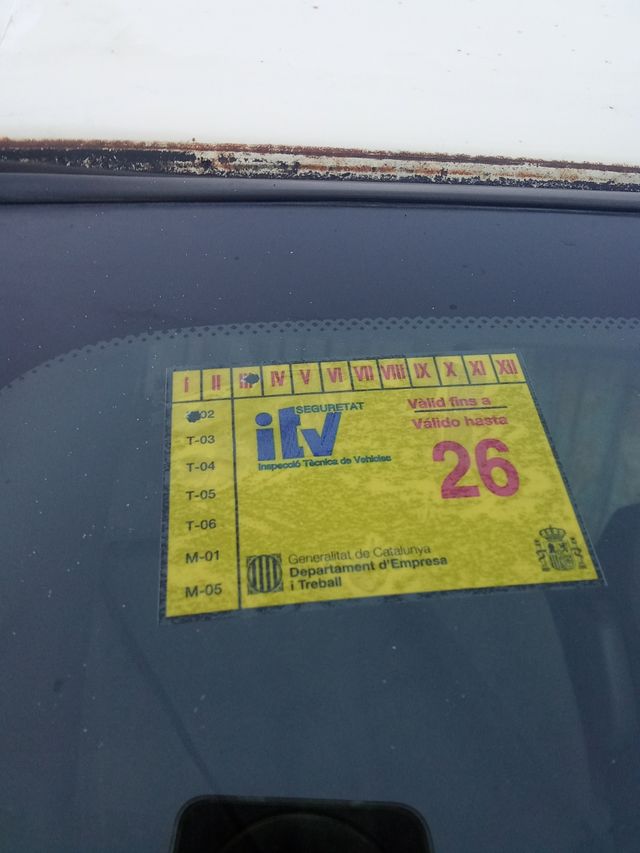 I II III IV V VI VII VIII IX X XI XII
02
T-03
T-04
T-05
T-06
M-01
M-05
SEGURETAT
itv
Inspecció Tècnica de Vehicles
Vàlid fins a
Válido hasta
26
Generalitat de Catalunya
Departament d'Empresa
i Treball